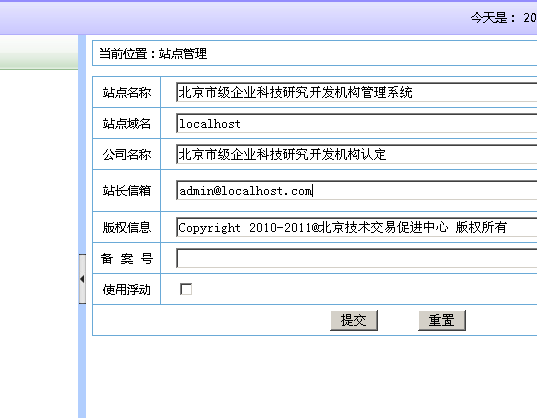 今天是： 20
当前位置：站点管理
站点名称 北京市级企业科技研究开发机构管理系统
站点域名 localhost
公司名称 北京市级企业科技研究开发机构认定
站长信箱 admin@localhost.com
版权信息 Copyright 2010-2011@北京技术交易促进中心 版权所有
备 案 号
使用浮动
提交 重置